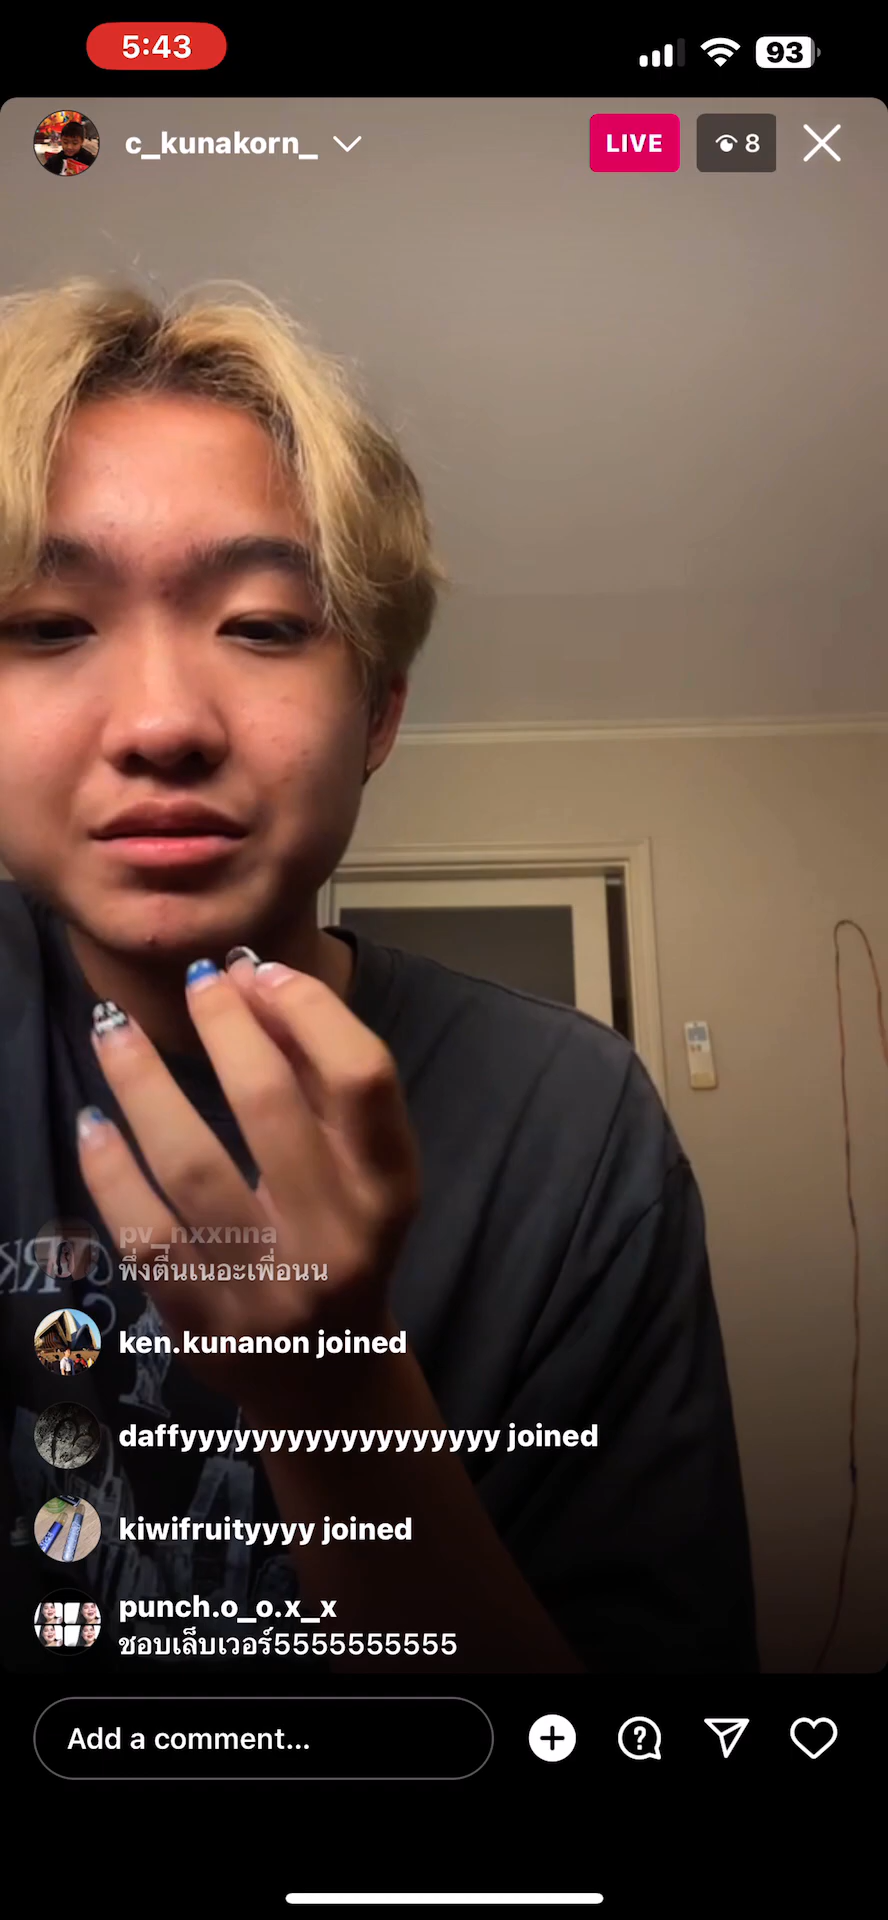 5:43
93
c_kunakorn_
LIVE
8
pv_nxxnna
พึ่งตื่นเนอะเพื่อนน
ken.kunanon joined
daffyyyyyyyyyyyyyyyyyy joined
kiwifruityyyy joined
punch.o_o.x_x
ชอบเล็บเวอร์5555555555
Add a comment...